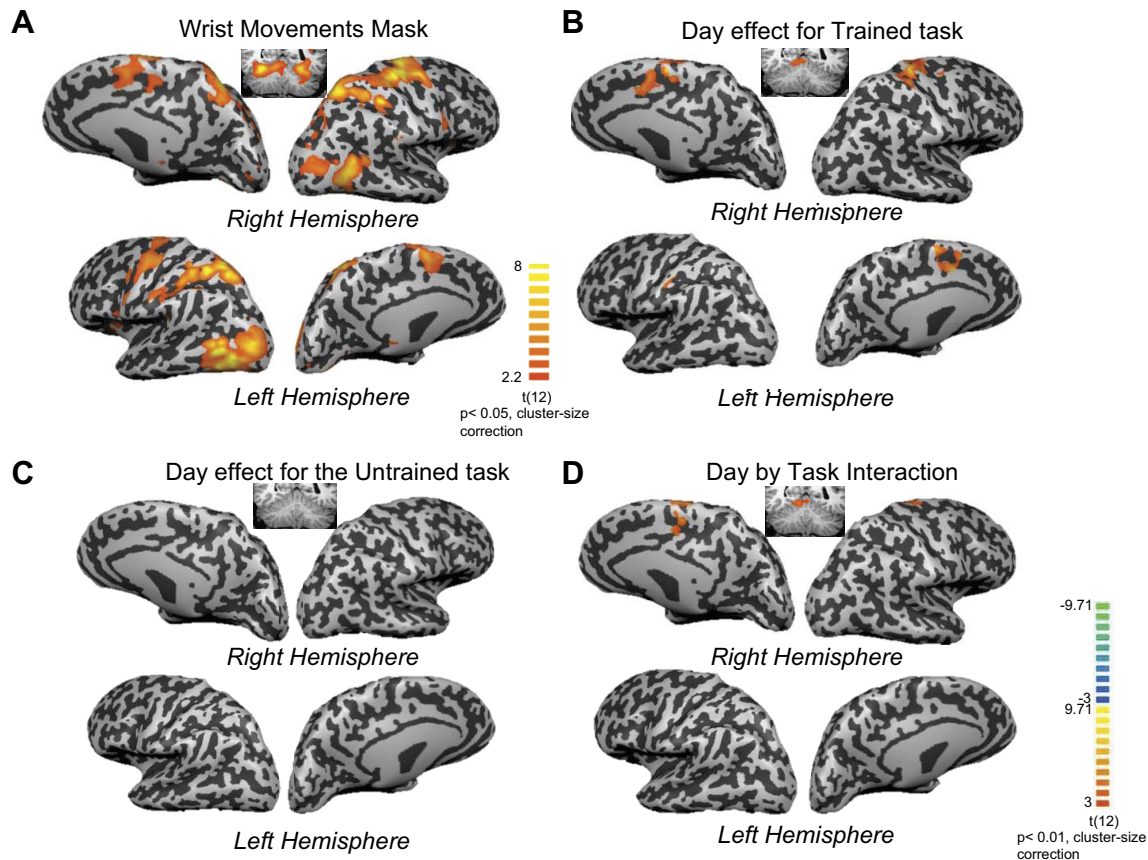 A
Wrist Movements Mask
Right Hemisphere
Left Hemisphere
8
2.2
t(12)
p< 0.05, cluster-size
correction
B
Day effect for Trained task
Right Hemisphere
Left Hemisphere
C
Day effect for the Untrained task
Right Hemisphere
Left Hemisphere
D
Day by Task Interaction
Right Hemisphere
Left Hemisphere
-9.71
-3
9.71
3
t(12)
p< 0.01, cluster-size
correction